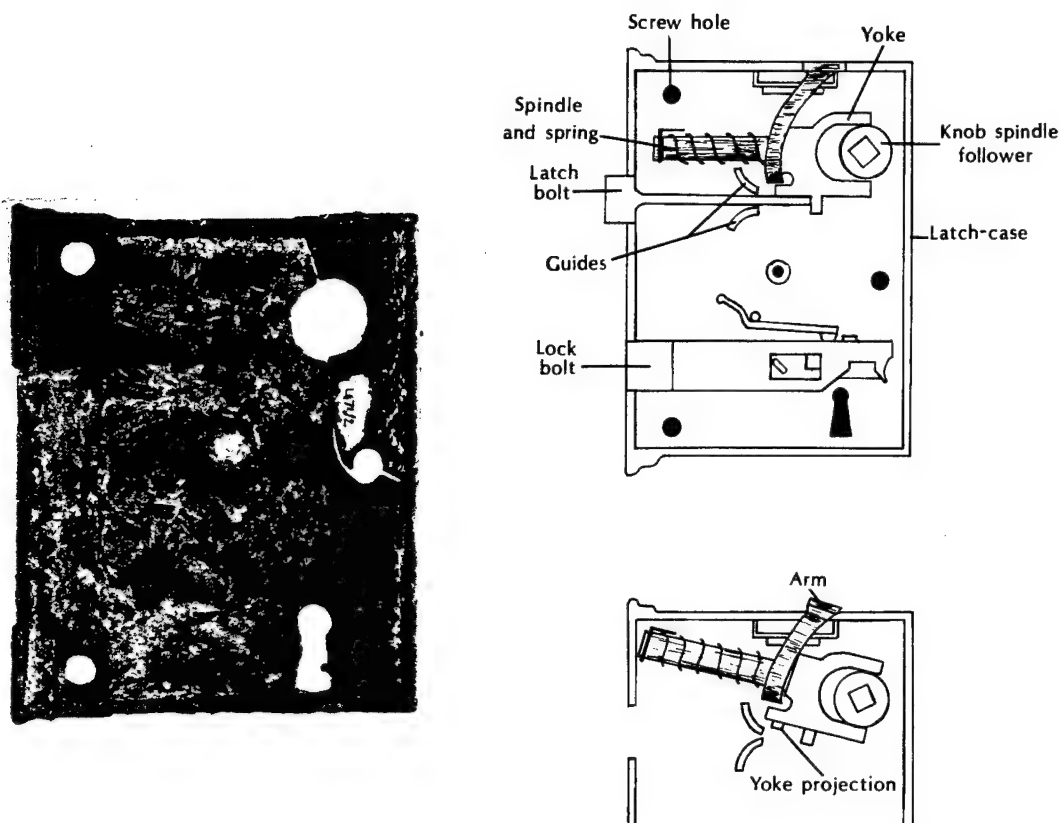 Screw hole
Yoke
Spindle
and spring
Knob spindle
follower
Latch
bolt
Guides
Latch-case
Lock
bolt
Arm
Yoke projection